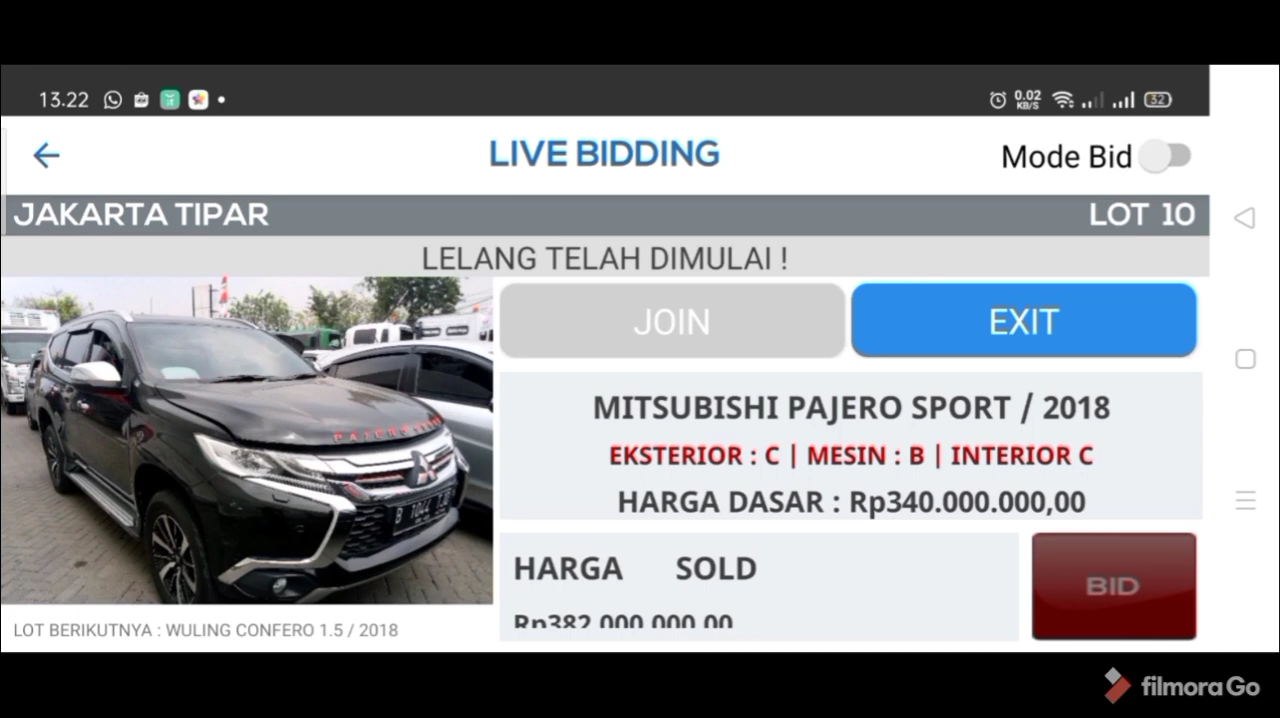 13.22
0.02
KB/S
32
LIVE BIDDING
Mode Bid
JAKARTA TIPAR
LOT 10
LELANG TELAH DIMULAI !
JOIN
EXIT
MITSUBISHI PAJERO SPORT / 2018
EKSTERIOR : C | MESIN : B | INTERIOR C
HARGA DASAR : Rp340.000.000,00
HARGA SOLD
Rp382.000.000,00
BID
PAJERO
B 1044
LOT BERIKUTNYA : WULING CONFERO 1.5 / 2018
filmoraGo